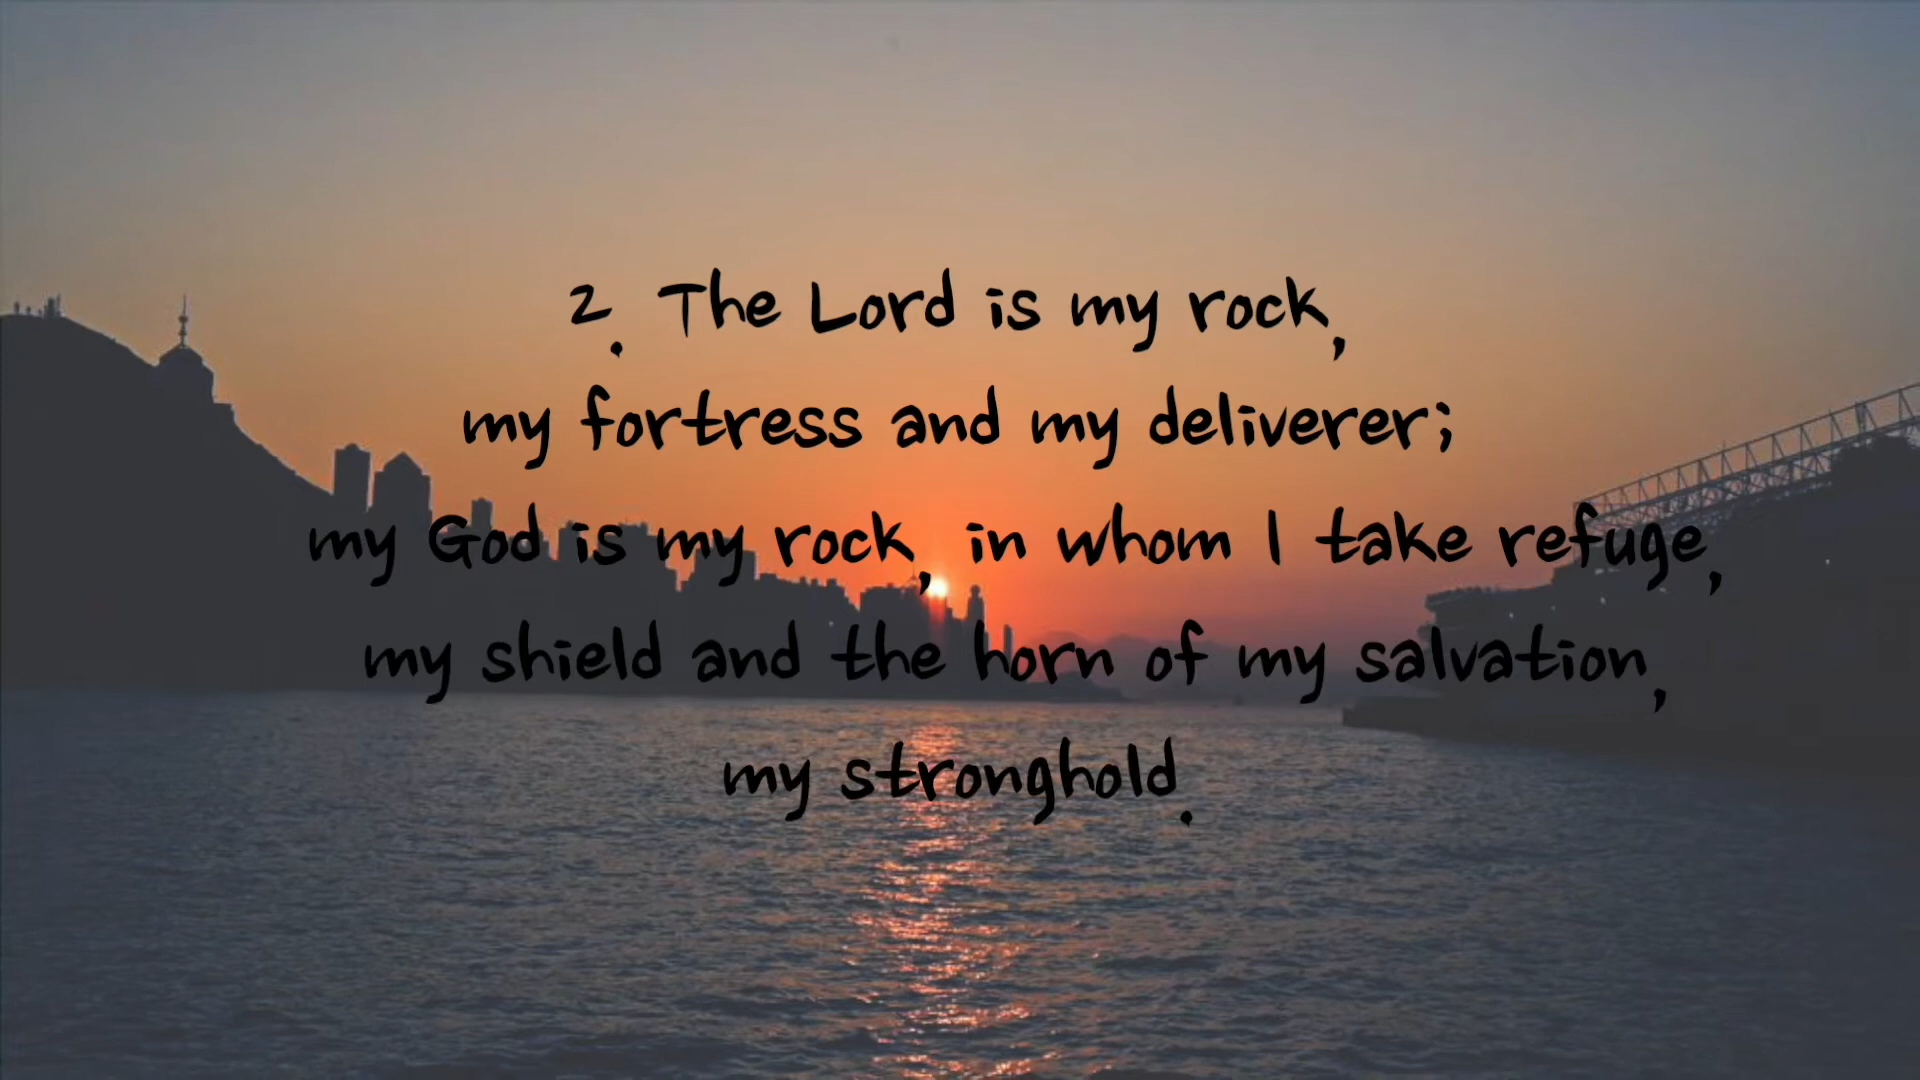 2. The Lord is my rock,
my fortress and my deliverer;
my God is my rock, in whom I take refuge,
my shield and the horn of my salvation,
my stronghold.